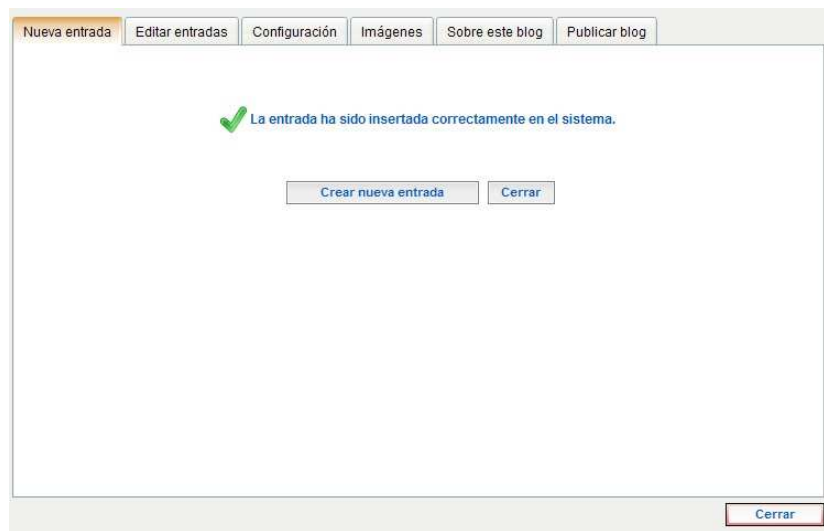 Nueva entrada Editar entradas Configuración Imágenes Sobre este blog Publicar blog
La entrada ha sido insertada correctamente en el sistema.
Crear nueva entrada Cerrar
Cerrar